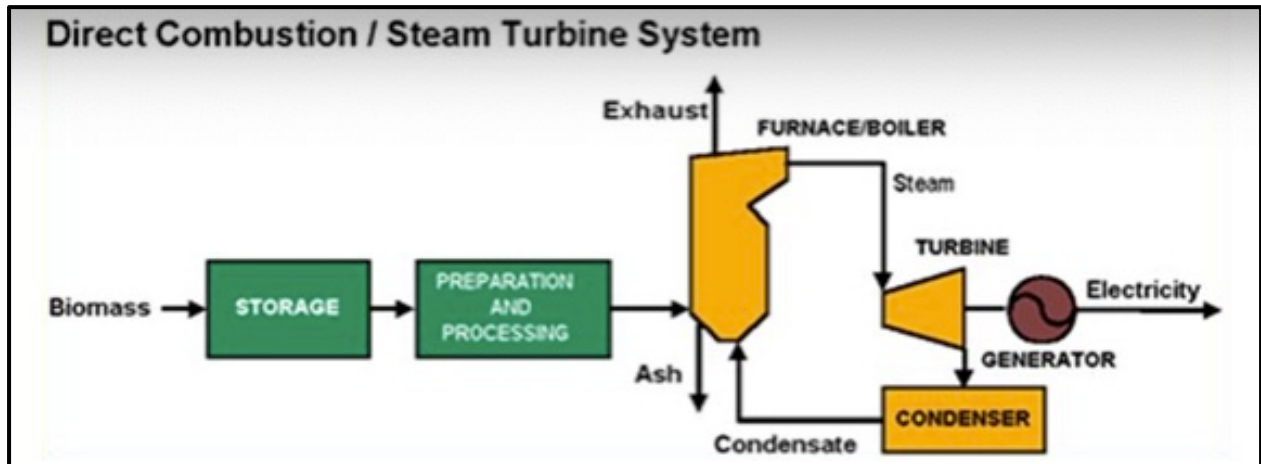 Direct Combustion / Steam Turbine System
Exhaust
FURNACE/BOILER
Steam
TURBINE
Biomass
STORAGE
PREPARATION
AND
PROCESSING
Electricity
GENERATOR
Ash
CONDENSER
Condensate